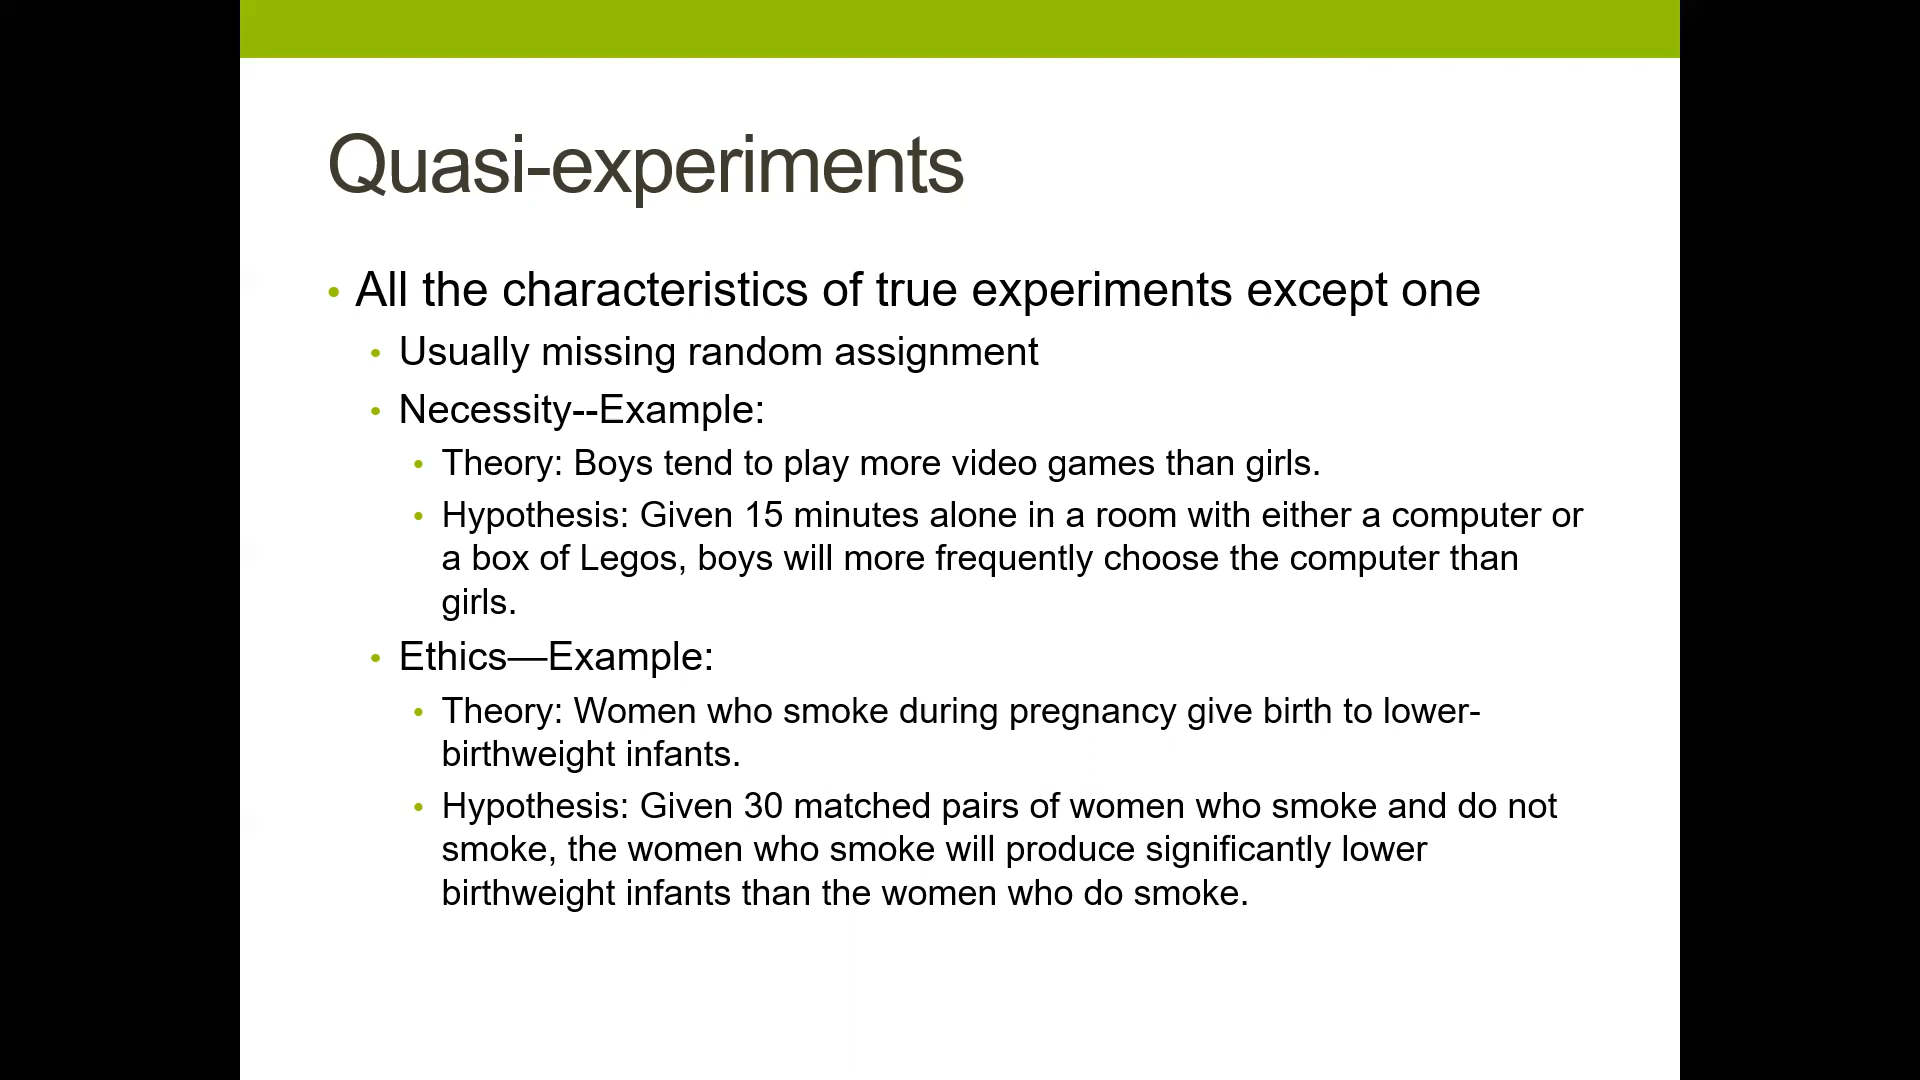 Quasi-experiments
• All the characteristics of true experiments except one
• Usually missing random assignment
• Necessity--Example:
• Theory: Boys tend to play more video games than girls.
• Hypothesis: Given 15 minutes alone in a room with either a computer or
a box of Legos, boys will more frequently choose the computer than
girls.
• Ethics—Example:
• Theory: Women who smoke during pregnancy give birth to lower-
birthweight infants.
• Hypothesis: Given 30 matched pairs of women who smoke and do not
smoke, the women who smoke will produce significantly lower
birthweight infants than the women who do smoke.